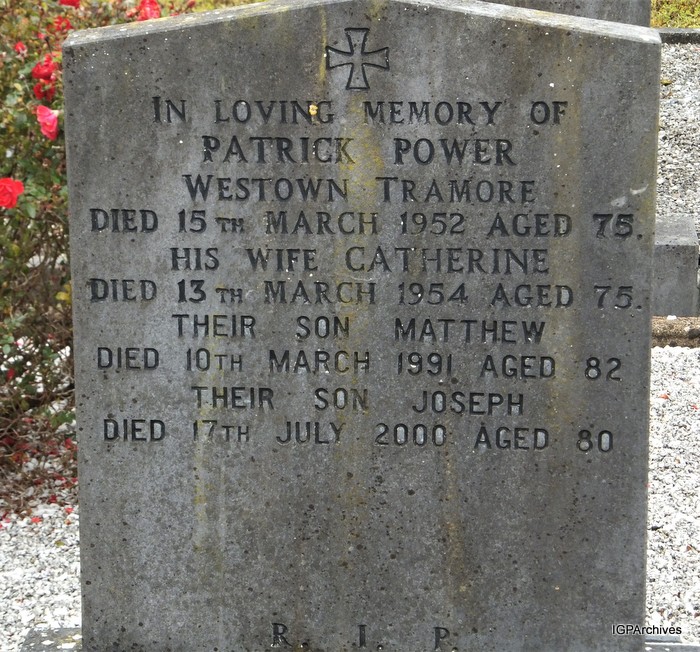 IN LOVING MEMORY OF
PATRICK POWER
WESTOWN TRAMORE
DIED 15TH MARCH 1952 AGED 75.
HIS WIFE CATHERINE
DIED 13TH MARCH 1954 AGED 75.
THEIR SON MATTHEW
DIED 10TH MARCH 1991 AGED 82
THEIR SON JOSEPH
DIED 17TH JULY 2000 AGED 80
R. I. P.
IGPArchives